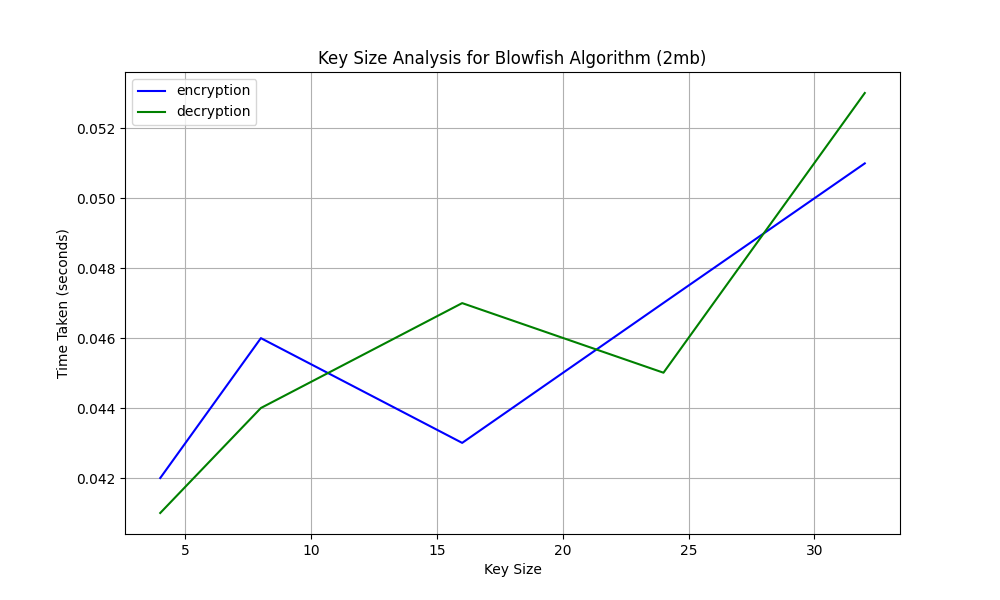 Key Size Analysis for Blowfish Algorithm (2mb)
encryption
decryption
0.052
0.050
0.048
0.046
0.044
0.042
Time Taken (seconds)
5 10 15 20 25 30
Key Size